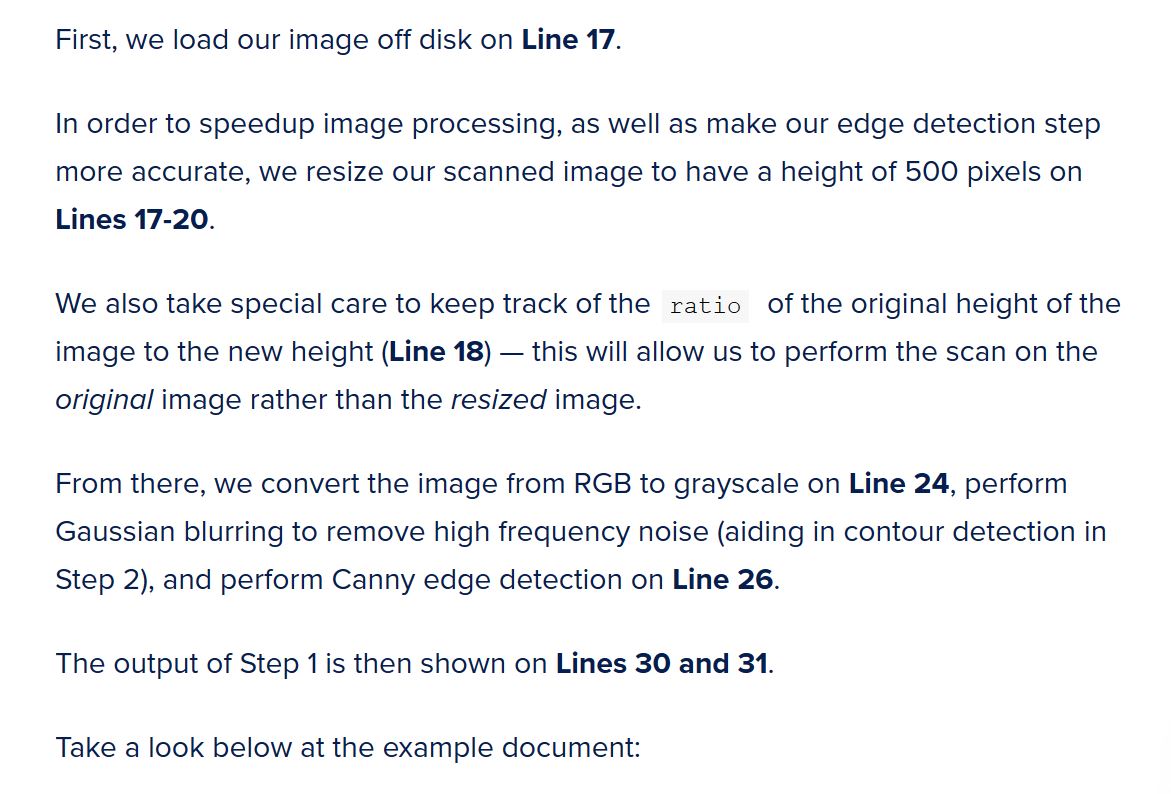 First, we load our image off disk on Line 17.
In order to speedup image processing, as well as make our edge detection step
more accurate, we resize our scanned image to have a height of 500 pixels on
Lines 17-20.
We also take special care to keep track of the ratio of the original height of the
image to the new height (Line 18) — this will allow us to perform the scan on the
original image rather than the resized image.
From there, we convert the image from RGB to grayscale on Line 24, perform
Gaussian blurring to remove high frequency noise (aiding in contour detection in
Step 2), and perform Canny edge detection on Line 26.
The output of Step 1 is then shown on Lines 30 and 31.
Take a look below at the example document: